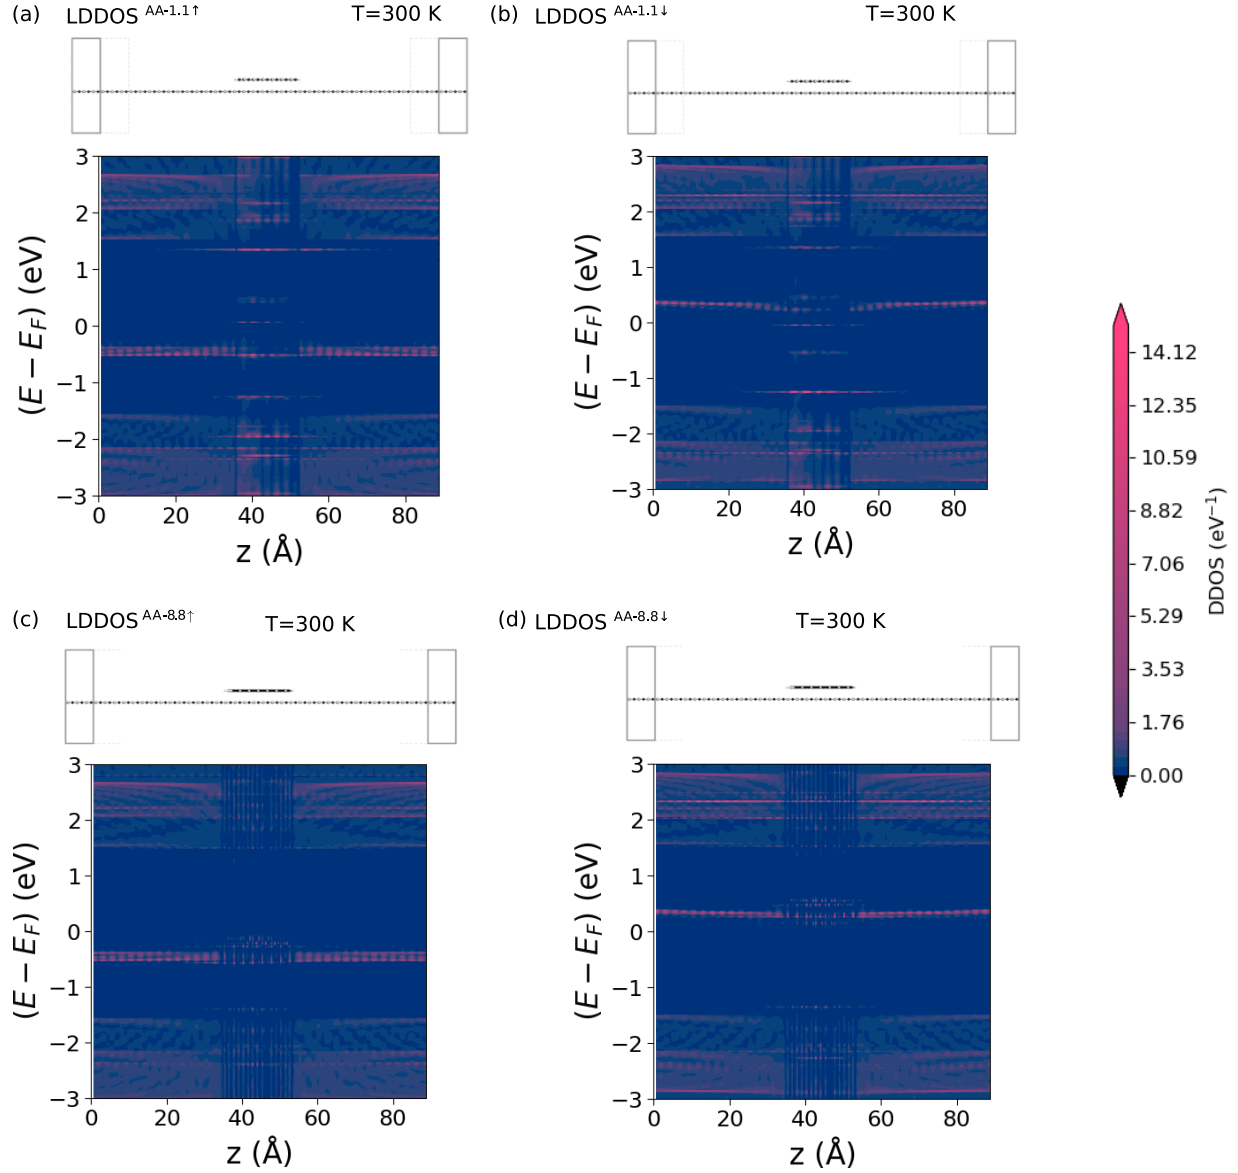 (a) LDDOS AA-1.1↑ T=300 K
(b) LDDOS AA-1.1↓ T=300 K
3
2
1
0
−1
−2
−3
(E − E_F) (eV)
0 20 40 60 80
z (Å)
3
2
1
0
−1
−2
−3
(E − E_F) (eV)
0 20 40 60 80
z (Å)
14.12
12.35
10.59
8.82
7.06
5.29
3.53
1.76
0.00
DDOS (eV⁻¹)
(c) LDDOS AA-8.8↑ T=300 K
(d) LDDOS AA-8.8↓ T=300 K
3
2
1
0
−1
−2
−3
(E − E_F) (eV)
0 20 40 60 80
z (Å)
3
2
1
0
−1
−2
−3
(E − E_F) (eV)
0 20 40 60 80
z (Å)